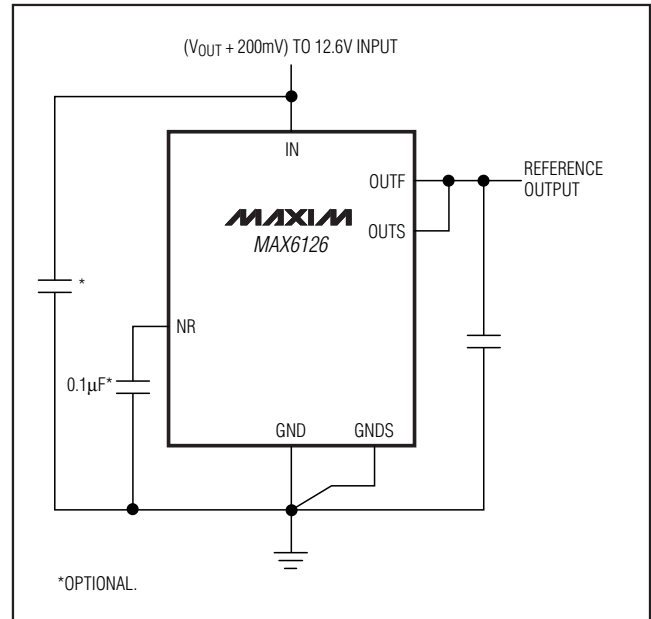 (VOUT + 200mV) TO 12.6V INPUT
IN
OUTF
REFERENCE
OUTPUT
MAXIM
OUTS
MAX6126
*
NR
0.1µF*
GND
GNDS
*OPTIONAL.